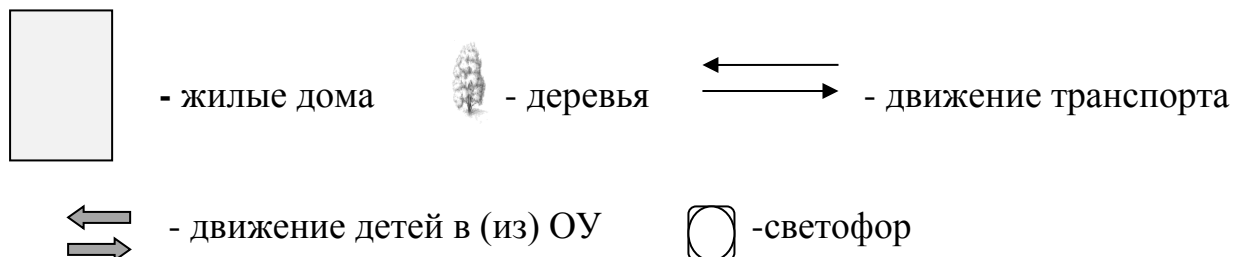 - жилые дома - деревья - движение транспорта
- движение детей в (из) ОУ -светофор